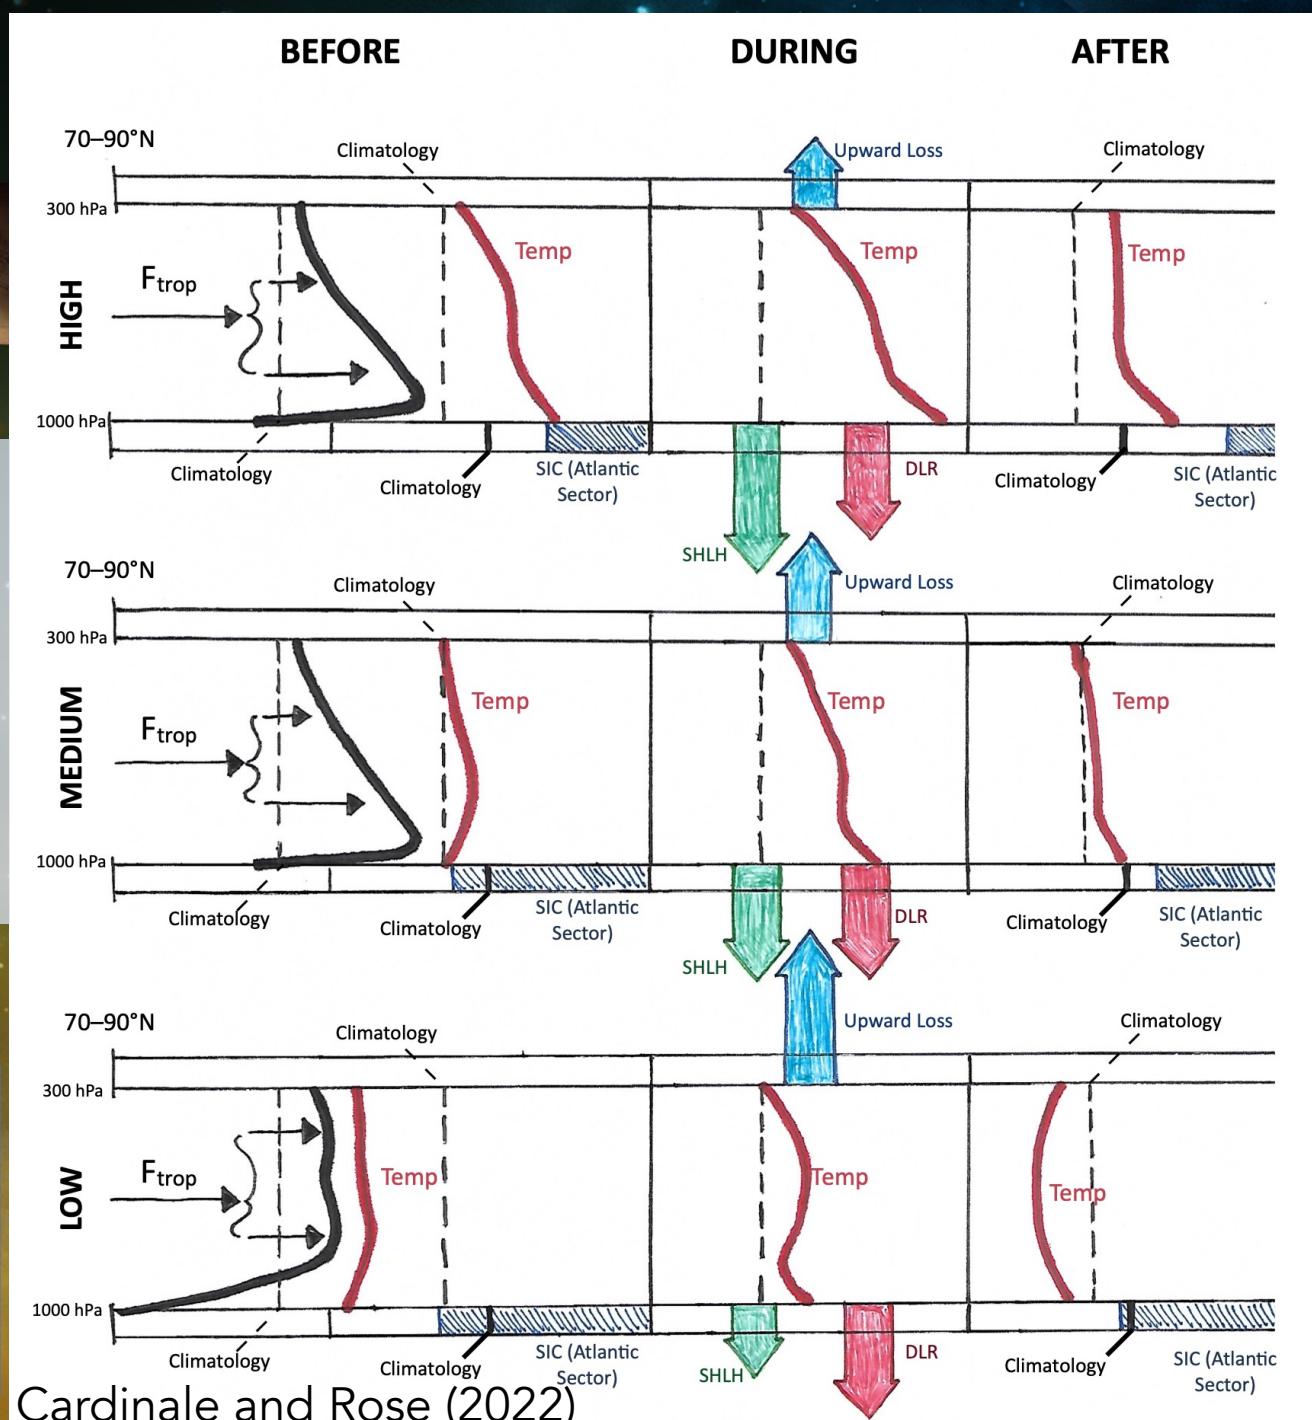 BEFORE DURING AFTER
70–90°N
Climatology
Upward Loss
Climatology
300 hPa
HIGH
Ftrop
Temp
Temp
Temp
1000 hPa
Climatology
Climatology
SIC (Atlantic
Sector)
SHLH
DLR
Climatology
SIC (Atlantic
Sector)
70–90°N
Climatology
Upward Loss
Climatology
300 hPa
MEDIUM
Ftrop
Temp
Temp
Temp
1000 hPa
Climatology
Climatology
SIC (Atlantic
Sector)
SHLH
DLR
Climatology
SIC (Atlantic
Sector)
70–90°N
Climatology
Upward Loss
Climatology
300 hPa
LOW
Ftrop
Temp
Temp
Temp
1000 hPa
Climatology
Climatology
SIC (Atlantic
Sector)
SHLH
DLR
Climatology
SIC (Atlantic
Sector)
Cardinale and Rose (2022)